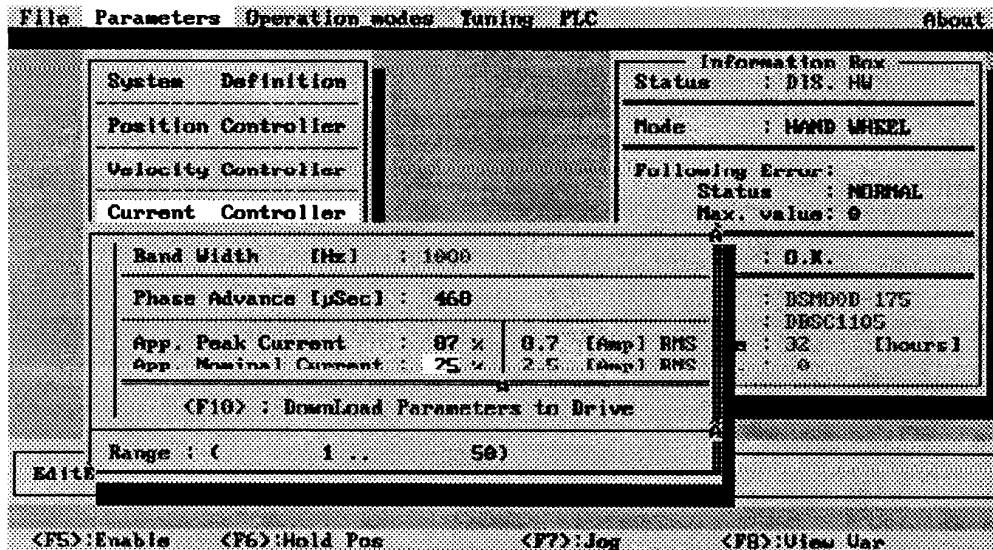 File Parameters Operation modes Tuning PLC About
System Definition
Position Controller
Velocity Controller
Current Controller
Information Box
Status : DIS. HW
Mode : HAND WHEEL
Following Error:
Status : NORMAL
Max. value: 0
: O.K.
: DBSC1105
: 32 [hours]
: 0
Band Width [Hz] : 1000
Phase Advance [µSec] : 460
App. Peak Current : 87 % 8.7 [Amp] RMS
App. Nominal Current : 25 % 2.5 [Amp] RMS
<F10> : DownLoad Parameters to Drive
Range : ( 1 .. 50)
<F5>:Enable <F6>:Hold Pos <F7>:Jog <F8>:View Var